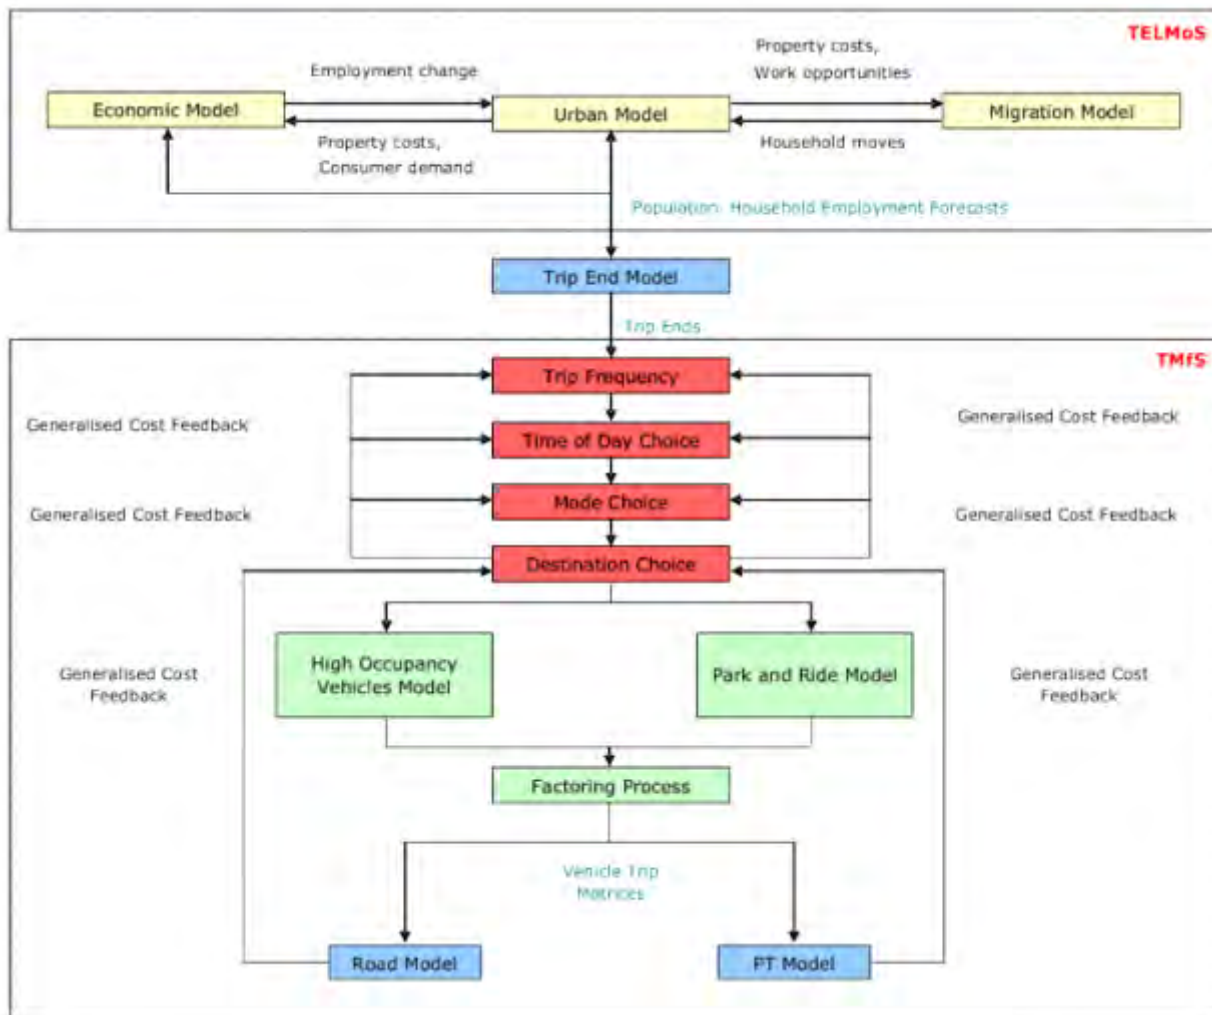 TELMoS
Property costs,
Work opportunities
Employment change
Economic Model
Urban Model
Migration Model
Property costs,
Consumer demand
Household moves
Population Household Employment Forecasts
Trip End Model
Trip Ends
TMfS
Trip Frequency
Generalised Cost Feedback
Generalised Cost Feedback
Time of Day Choice
Mode Choice
Generalised Cost Feedback
Generalised Cost Feedback
Destination Choice
High Occupancy
Vehicles Model
Park and Ride Model
Generalised Cost
Feedback
Generalised Cost
Feedback
Factoring Process
Vehicle Trip
Matrices
Road Model
PT Model